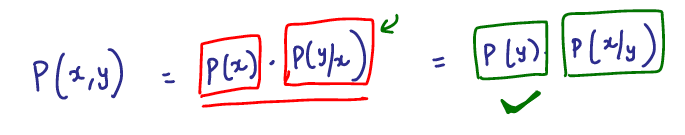 P(x,y) = P(x) · P(y/x) = P(y) · P(x/y)